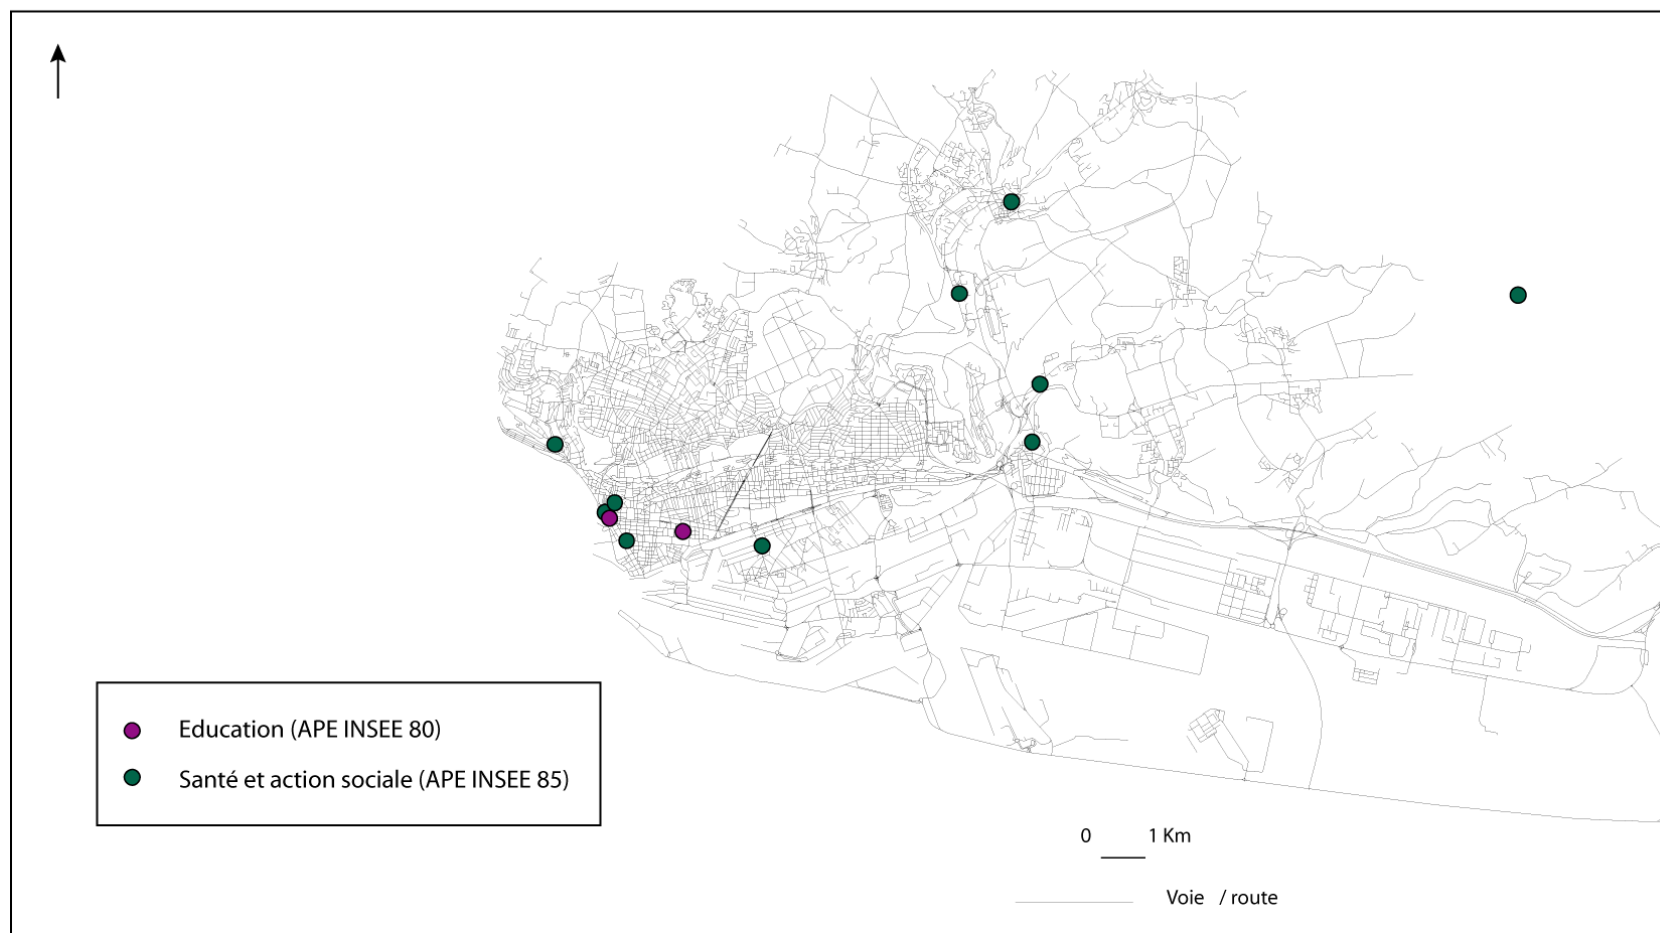 Education (APE INSEE 80)
Santé et action sociale (APE INSEE 85)
0 1 Km
Voie / route